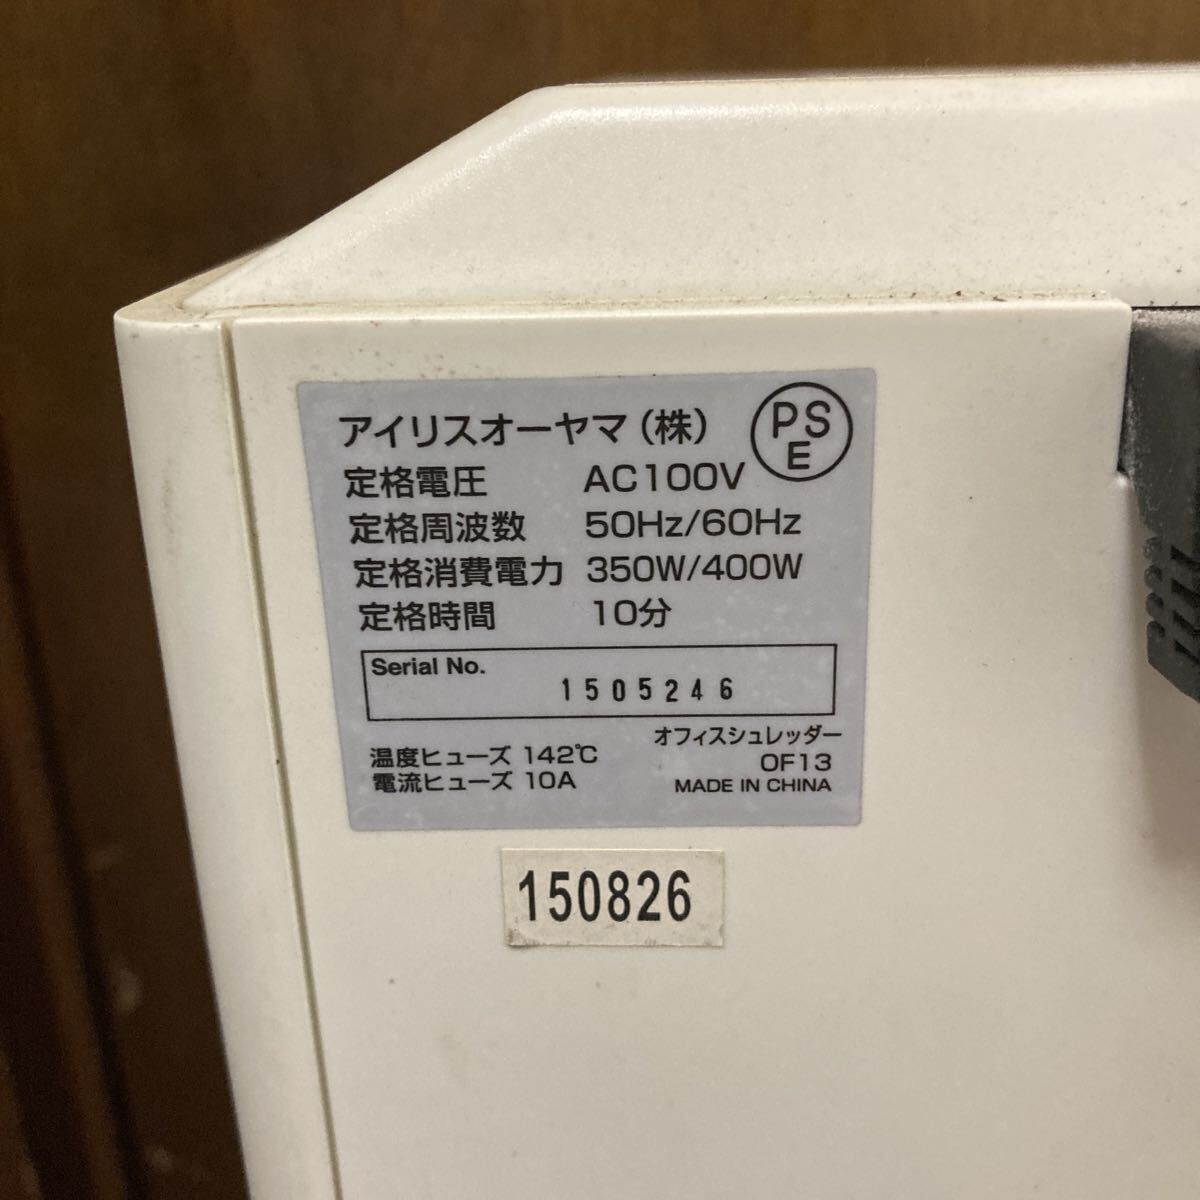 アイリスオーヤマ(株)
PS
E
定格電圧 AC100V
定格周波数 50Hz/60Hz
定格消費電力 350W/400W
定格時間 10分
Serial No.
1505246
温度ヒューズ 142℃
電流ヒューズ 10A
オフィスシュレッダー
OF13
MADE IN CHINA
150826